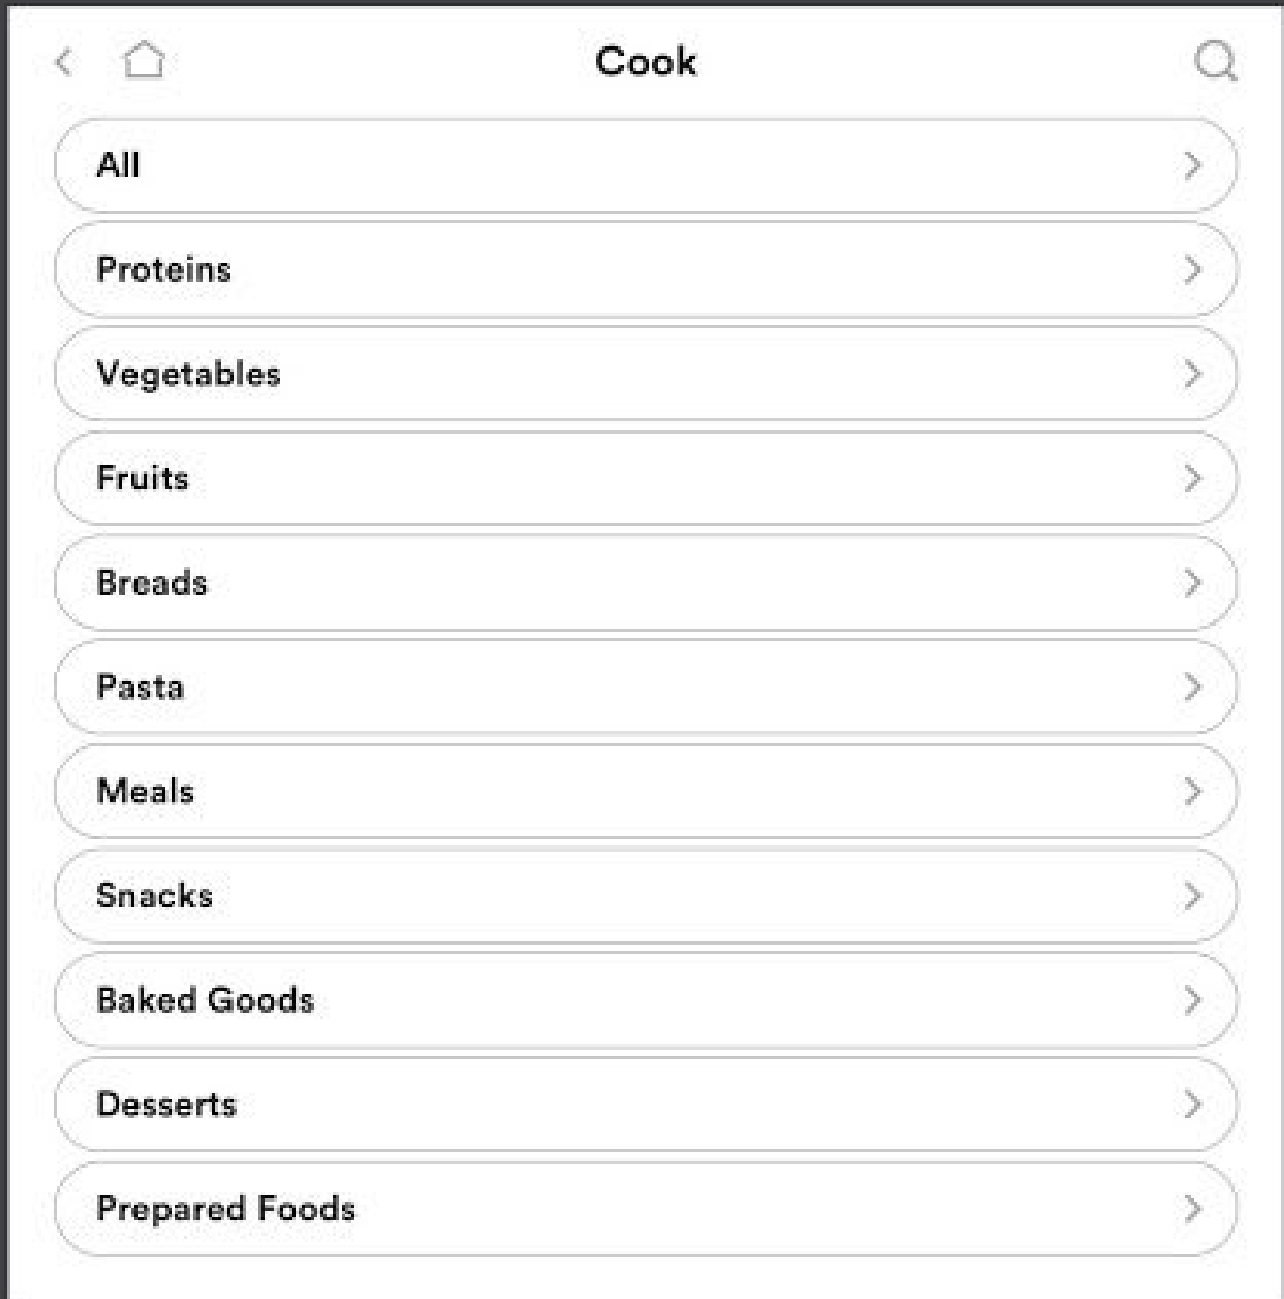 Cook
All
Proteins
Vegetables
Fruits
Breads
Pasta
Meals
Snacks
Baked Goods
Desserts
Prepared Foods